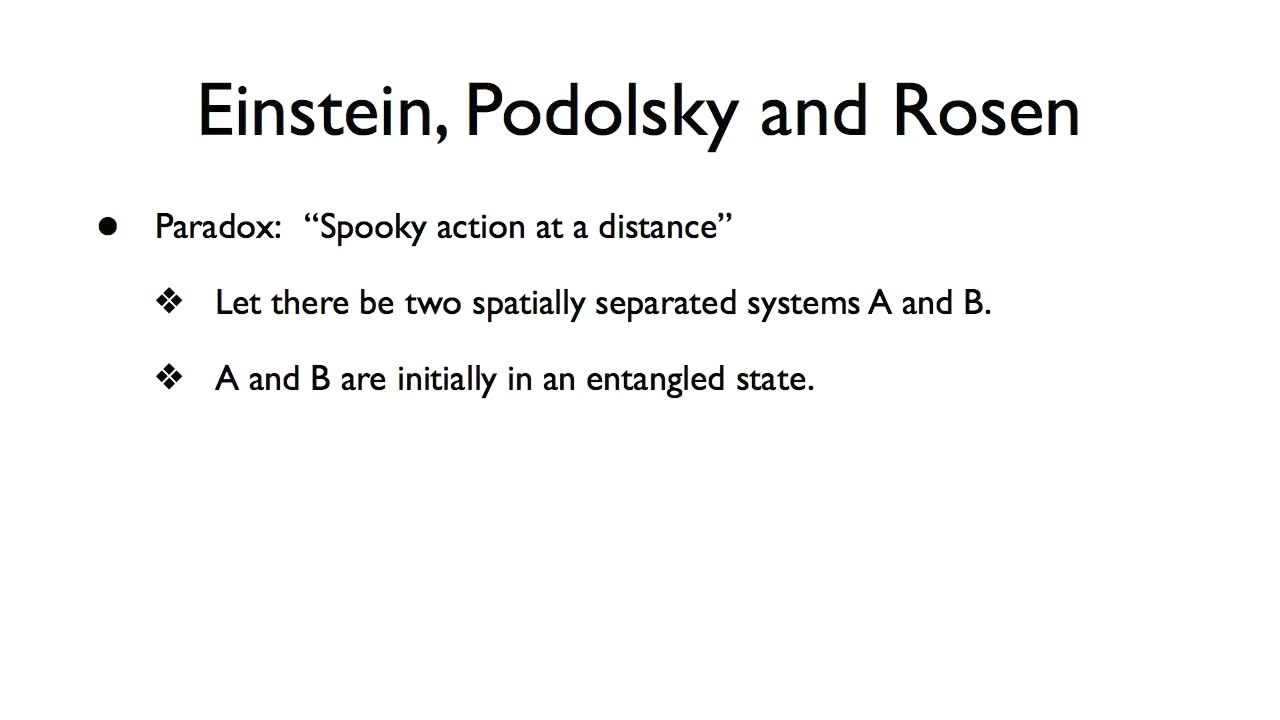 Einstein, Podolsky and Rosen
● Paradox: “Spooky action at a distance”
❖ Let there be two spatially separated systems A and B.
❖ A and B are initially in an entangled state.